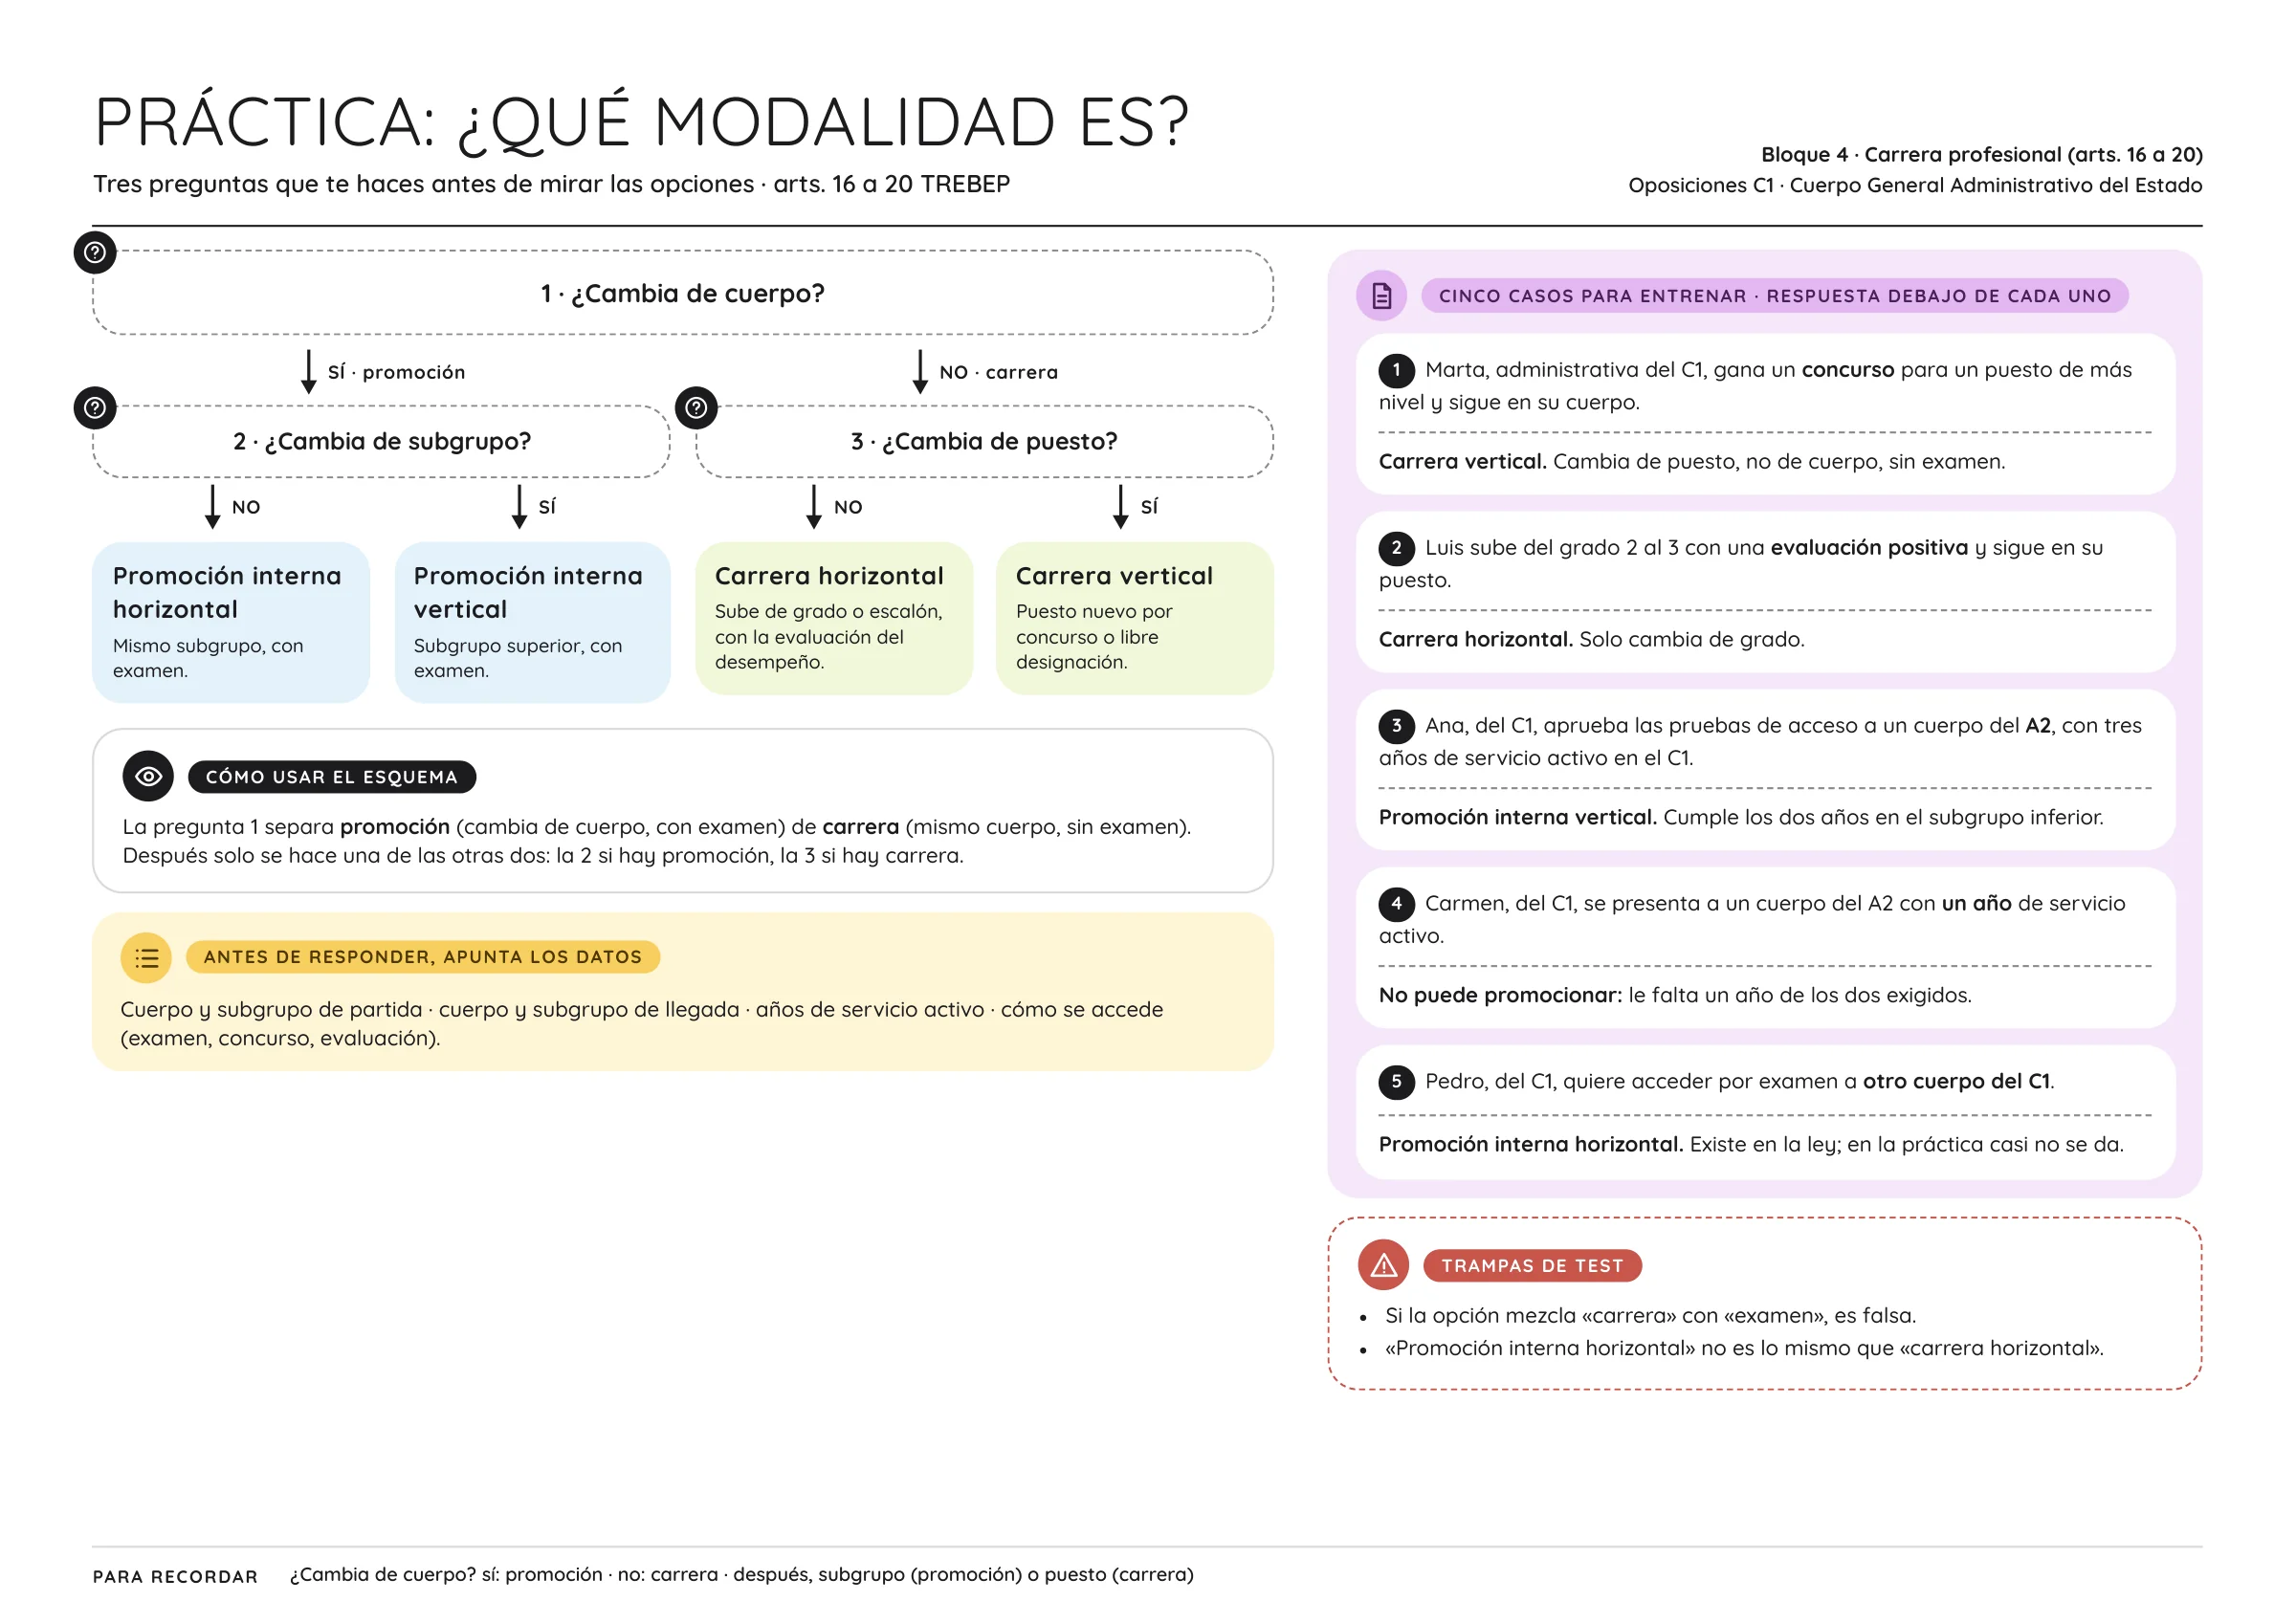 PRÁCTICA: ¿QUÉ MODALIDAD ES?
Tres preguntas que te haces antes de mirar las opciones · arts. 16 a 20 TREBEP
Bloque 4 · Carrera profesional (arts. 16 a 20)
Oposiciones C1 · Cuerpo General Administrativo del Estado
1 · ¿Cambia de cuerpo?
SÍ · promoción
NO · carrera
2 · ¿Cambia de subgrupo?
3 · ¿Cambia de puesto?
NO
SÍ
NO
SÍ
Promoción interna
horizontal
Mismo subgrupo, con
examen.
Promoción interna
vertical
Subgrupo superior, con
examen.
Carrera horizontal
Sube de grado o escalón,
con la evaluación del
desempeño.
Carrera vertical
Puesto nuevo por
concurso o libre
designación.
CÓMO USAR EL ESQUEMA
La pregunta 1 separa promoción (cambia de cuerpo, con examen) de carrera (mismo cuerpo, sin examen).
Después solo se hace una de las otras dos: la 2 si hay promoción, la 3 si hay carrera.
ANTES DE RESPONDER, APUNTA LOS DATOS
Cuerpo y subgrupo de partida · cuerpo y subgrupo de llegada · años de servicio activo · cómo se accede
(examen, concurso, evaluación).
CINCO CASOS PARA ENTRENAR · RESPUESTA DEBAJO DE CADA UNO
1 Marta, administrativa del C1, gana un concurso para un puesto de más
nivel y sigue en su cuerpo.
Carrera vertical. Cambia de puesto, no de cuerpo, sin examen.
2 Luis sube del grado 2 al 3 con una evaluación positiva y sigue en su
puesto.
Carrera horizontal. Solo cambia de grado.
3 Ana, del C1, aprueba las pruebas de acceso a un cuerpo del A2, con tres
años de servicio activo en el C1.
Promoción interna vertical. Cumple los dos años en el subgrupo inferior.
4 Carmen, del C1, se presenta a un cuerpo del A2 con un año de servicio
activo.
No puede promocionar: le falta un año de los dos exigidos.
5 Pedro, del C1, quiere acceder por examen a otro cuerpo del C1.
Promoción interna horizontal. Existe en la ley; en la práctica casi no se da.
TRAMPAS DE TEST
• Si la opción mezcla «carrera» con «examen», es falsa.
• «Promoción interna horizontal» no es lo mismo que «carrera horizontal».
PARA RECORDAR ¿Cambia de cuerpo? sí: promoción · no: carrera · después, subgrupo (promoción) o puesto (carrera)